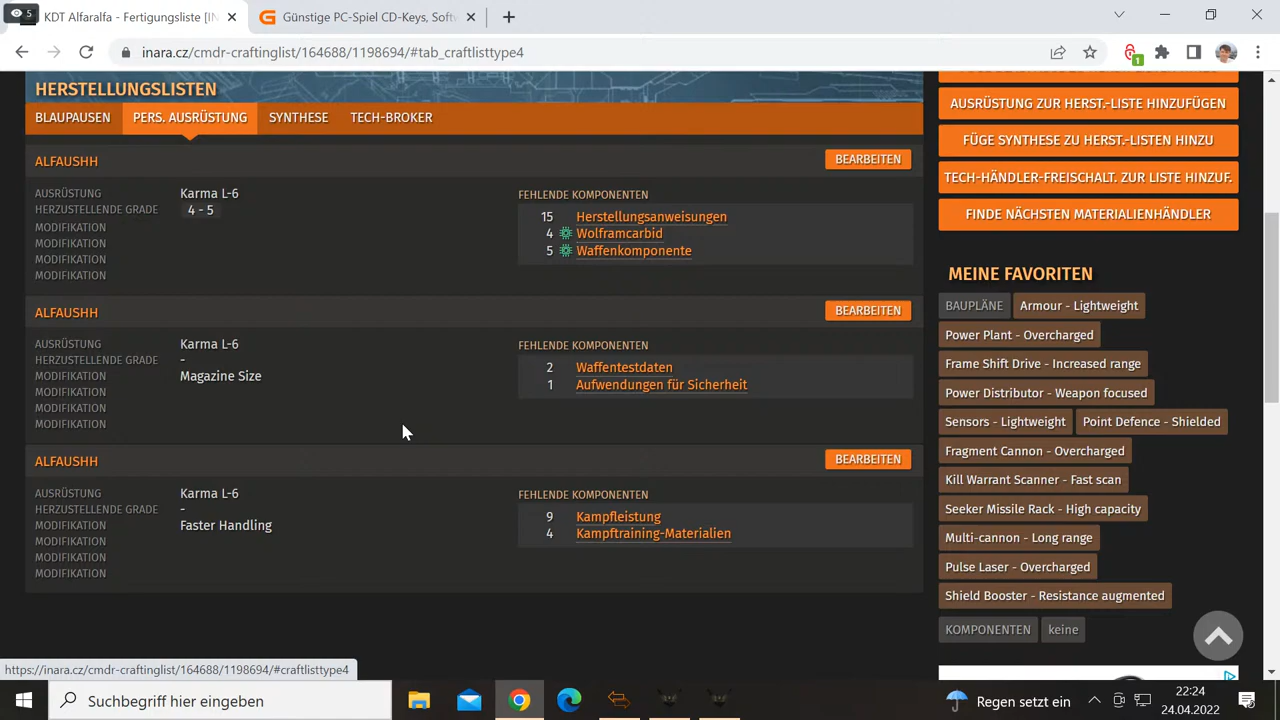 5
KDT Alfaralfa - Fertigungsliste [IN
Günstige PC-Spiel CD-Keys, Softw
inara.cz/cmdr-craftinglist/164688/1198694/#tab_craftlisttype4
1
HERSTELLUNGSLISTEN
BLAUPAUSEN PERS. AUSRÜSTUNG SYNTHESE TECH-BROKER
ALFAUSHH BEARBEITEN
AUSRÜSTUNG Karma L-6
HERZUSTELLENDE GRADE 4 - 5
MODIFIKATION
MODIFIKATION
MODIFIKATION
MODIFIKATION
FEHLENDE KOMPONENTEN
15 Herstellungsanweisungen
4 Wolframcarbid
5 Waffenkomponente
ALFAUSHH BEARBEITEN
AUSRÜSTUNG Karma L-6
HERZUSTELLENDE GRADE -
MODIFIKATION Magazine Size
MODIFIKATION
MODIFIKATION
MODIFIKATION
FEHLENDE KOMPONENTEN
2 Waffentestdaten
1 Aufwendungen für Sicherheit
ALFAUSHH BEARBEITEN
AUSRÜSTUNG Karma L-6
HERZUSTELLENDE GRADE -
MODIFIKATION Faster Handling
MODIFIKATION
MODIFIKATION
MODIFIKATION
FEHLENDE KOMPONENTEN
9 Kampfleistung
4 Kampftraining-Materialien
AUSRÜSTUNG ZUR HERST.-LISTE HINZUFÜGEN
FÜGE SYNTHESE ZU HERST.-LISTEN HINZU
TECH-HÄNDLER-FREISCHALT. ZUR LISTE HINZUF.
FINDE NÄCHSTEN MATERIALIENHÄNDLER
MEINE FAVORITEN
BAUPLÄNE Armour - Lightweight
Power Plant - Overcharged
Frame Shift Drive - Increased range
Power Distributor - Weapon focused
Sensors - Lightweight Point Defence - Shielded
Fragment Cannon - Overcharged
Kill Warrant Scanner - Fast scan
Seeker Missile Rack - High capacity
Multi-cannon - Long range
Pulse Laser - Overcharged
Shield Booster - Resistance augmented
KOMPONENTEN keine
https://inara.cz/cmdr-craftinglist/164688/1198694/#craftlisttype4
Suchbegriff hier eingeben
Regen setzt ein
22:24
24.04.2022